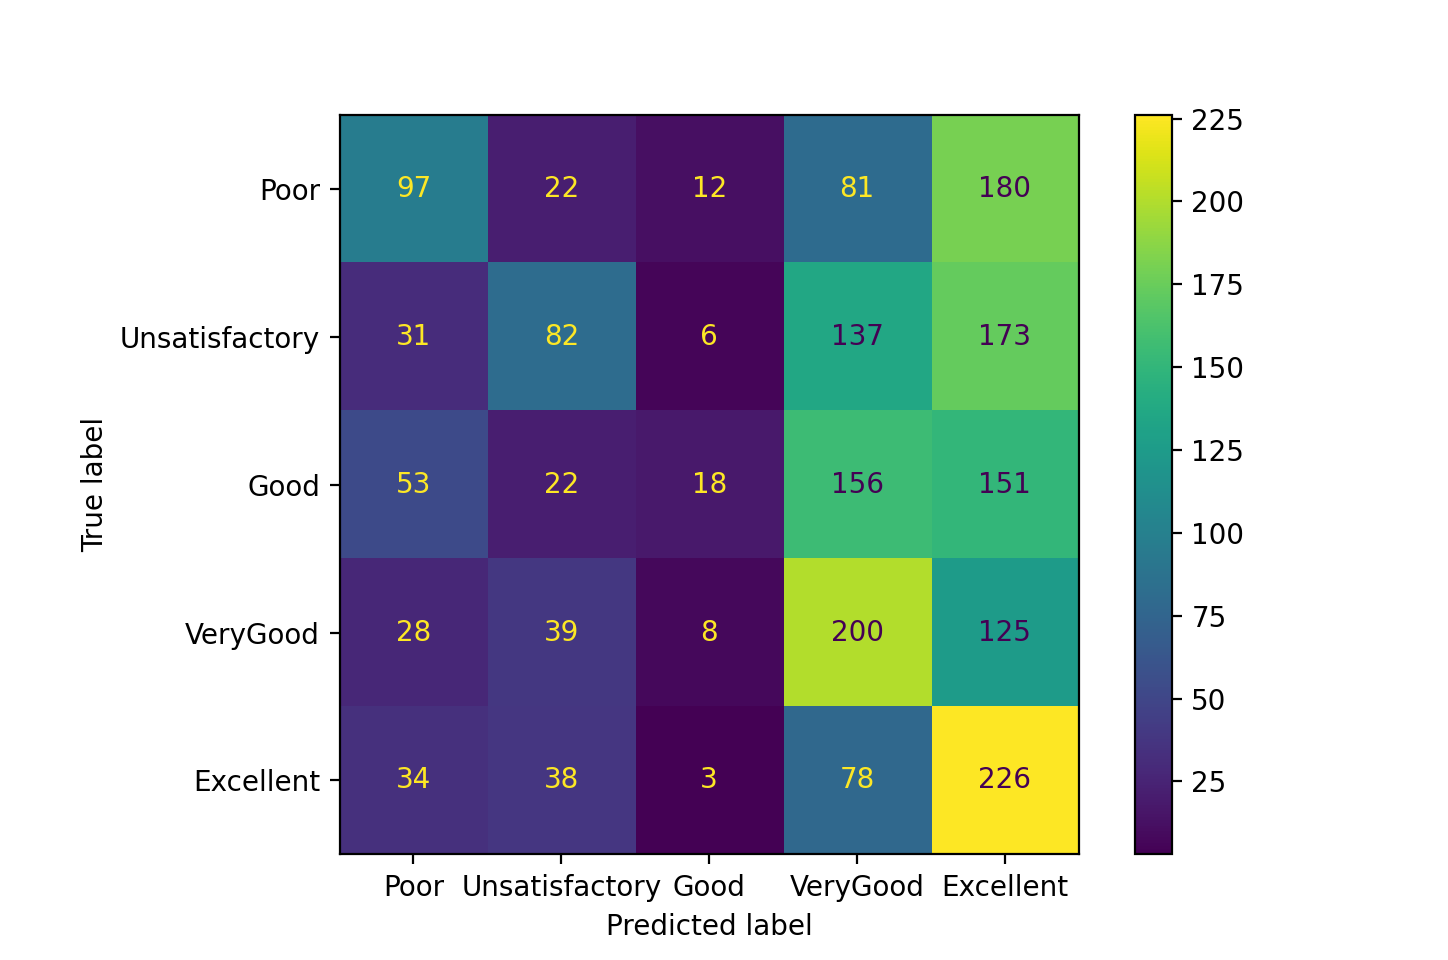 225
Poor 97 22 12 81 180
200
175
Unsatisfactory 31 82 6 137 173
150
125
Good 53 22 18 156 151
100
75
VeryGood 28 39 8 200 125
50
Excellent 34 38 3 78 226
25
True label
Poor Unsatisfactory Good VeryGood Excellent
Predicted label